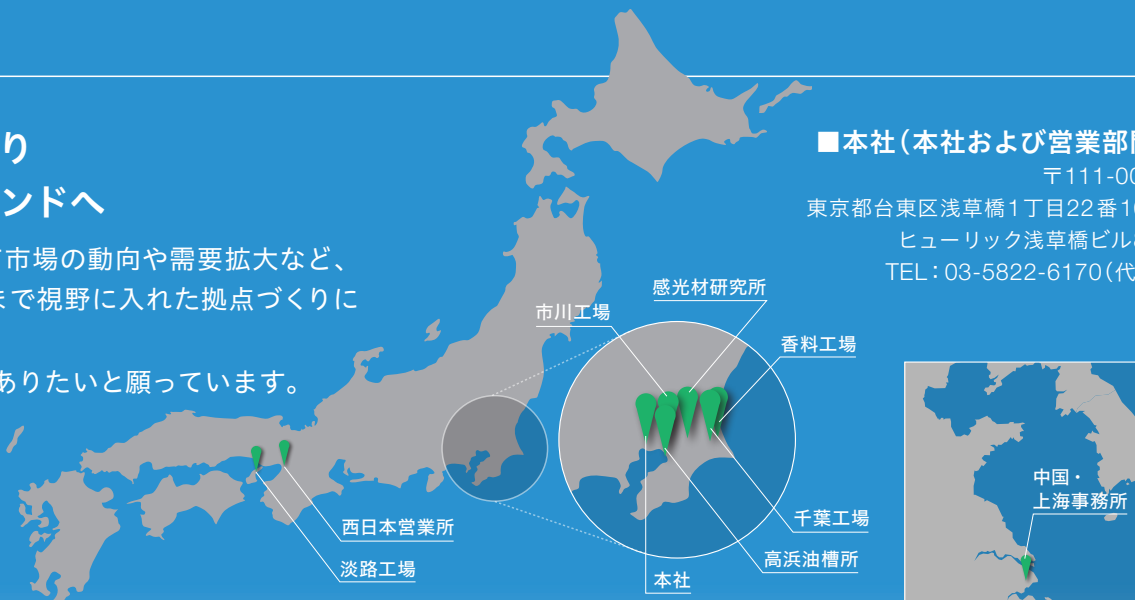 り
ンドへ
市場の動向や需要拡大など、
まで視野に入れた拠点づくりに
ありたいと願っています。
■本社（本社および営業部
〒111-00
東京都台東区浅草橋1丁目22番1
ヒューリック浅草橋ビル
TEL：03-5822-6170（代
感光材研究所
市川工場
香料工場
中国・
上海事務所
千葉工場
西日本営業所
高浜油槽所
淡路工場
本社